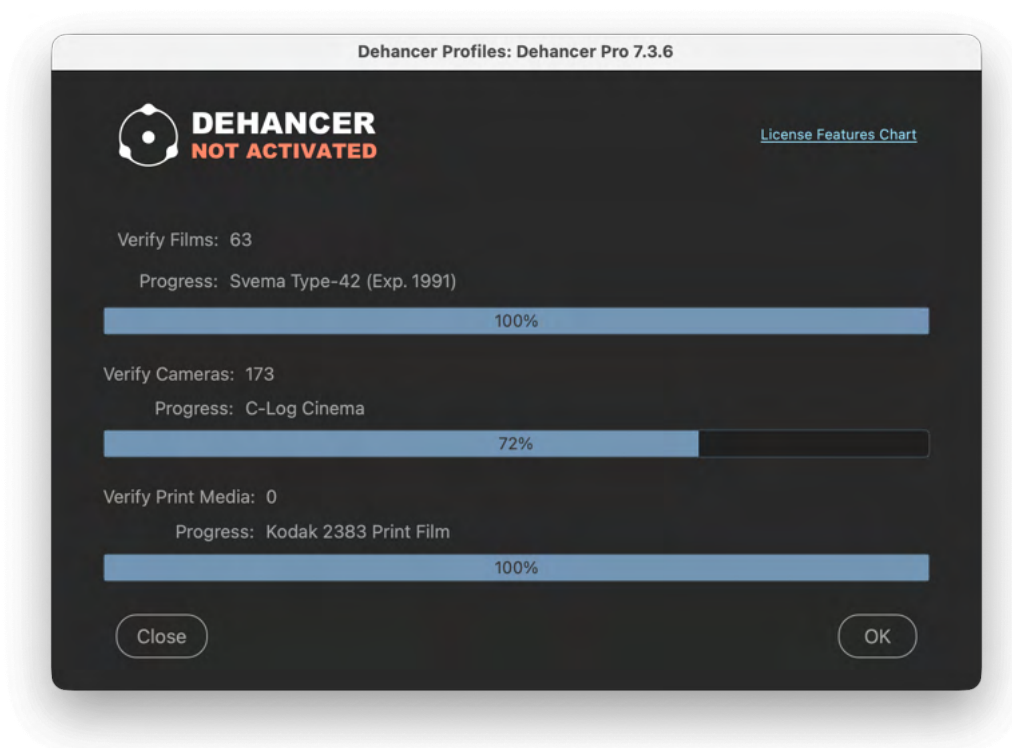 Dehancer Profiles: Dehancer Pro 7.3.6
DEHANCER
NOT ACTIVATED
License Features Chart
Verify Films: 63
Progress: Svema Type-42 (Exp. 1991)
100%
Verify Cameras: 173
Progress: C-Log Cinema
72%
Verify Print Media: 0
Progress: Kodak 2383 Print Film
100%
Close
OK